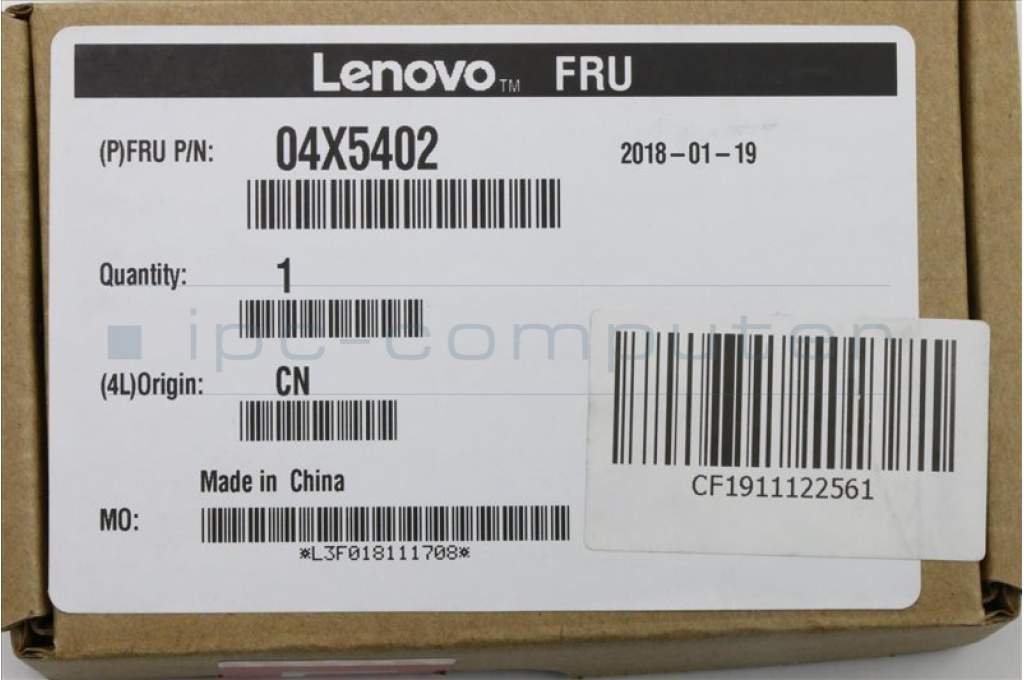 Lenovo™ FRU
(P)FRU P/N: 04X5402 2018-01-19
Quantity: 1
ipc-computer
(4L)Origin: CN
CF1911122561
Made in China
MO:
*L3F018111708*